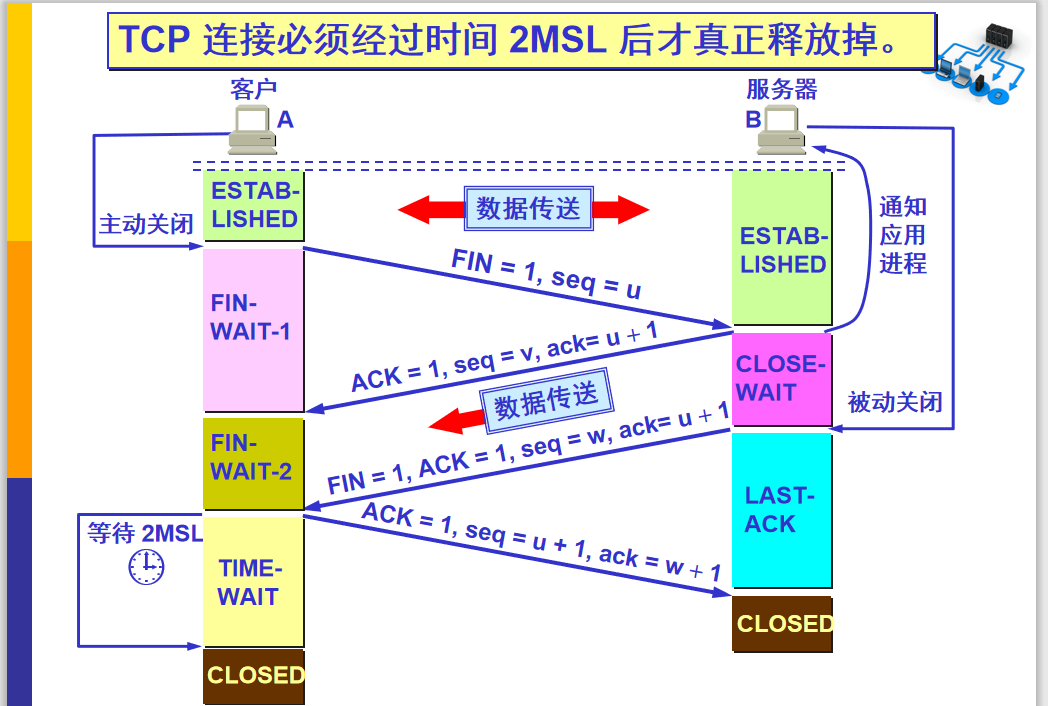 TCP 连接必须经过时间 2MSL 后才真正释放掉。
客户
A
服务器
B
ESTAB-
LISHED
数据传送
ESTAB-
LISHED
通知
应用
进程
主动关闭
FIN = 1, seq = u
FIN-
WAIT-1
ACK = 1, seq = v, ack= u + 1
CLOSE-
WAIT
数据传送
被动关闭
FIN-
WAIT-2
FIN = 1, ACK = 1, seq = w, ack= u + 1
LAST-
ACK
等待 2MSL
ACK = 1, seq = u + 1, ack = w + 1
TIME-
WAIT
CLOSED
CLOSED